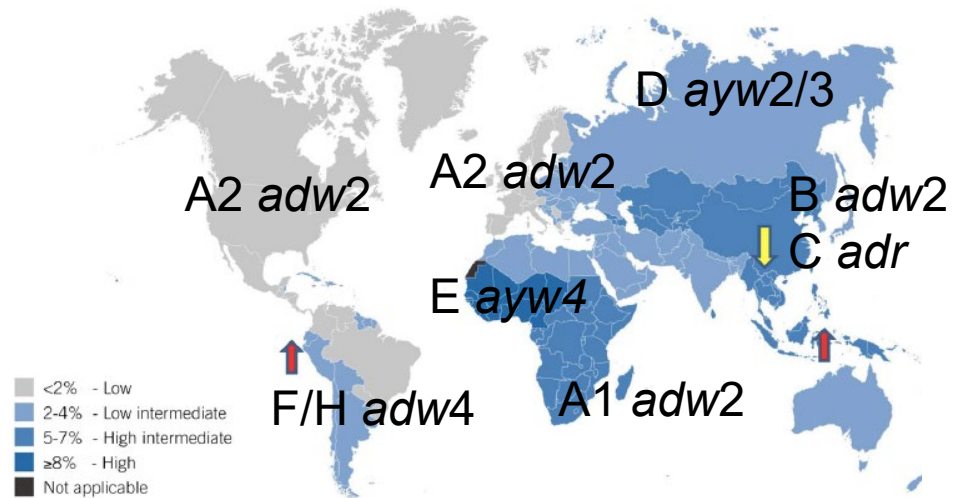 D ayw2/3
A2 adw2
A2 adw2
B adw2
C adr
E ayw4
F/H adw4
A1 adw2
<2% - Low
2-4% - Low intermediate
5-7% - High intermediate
≥8% - High
Not applicable